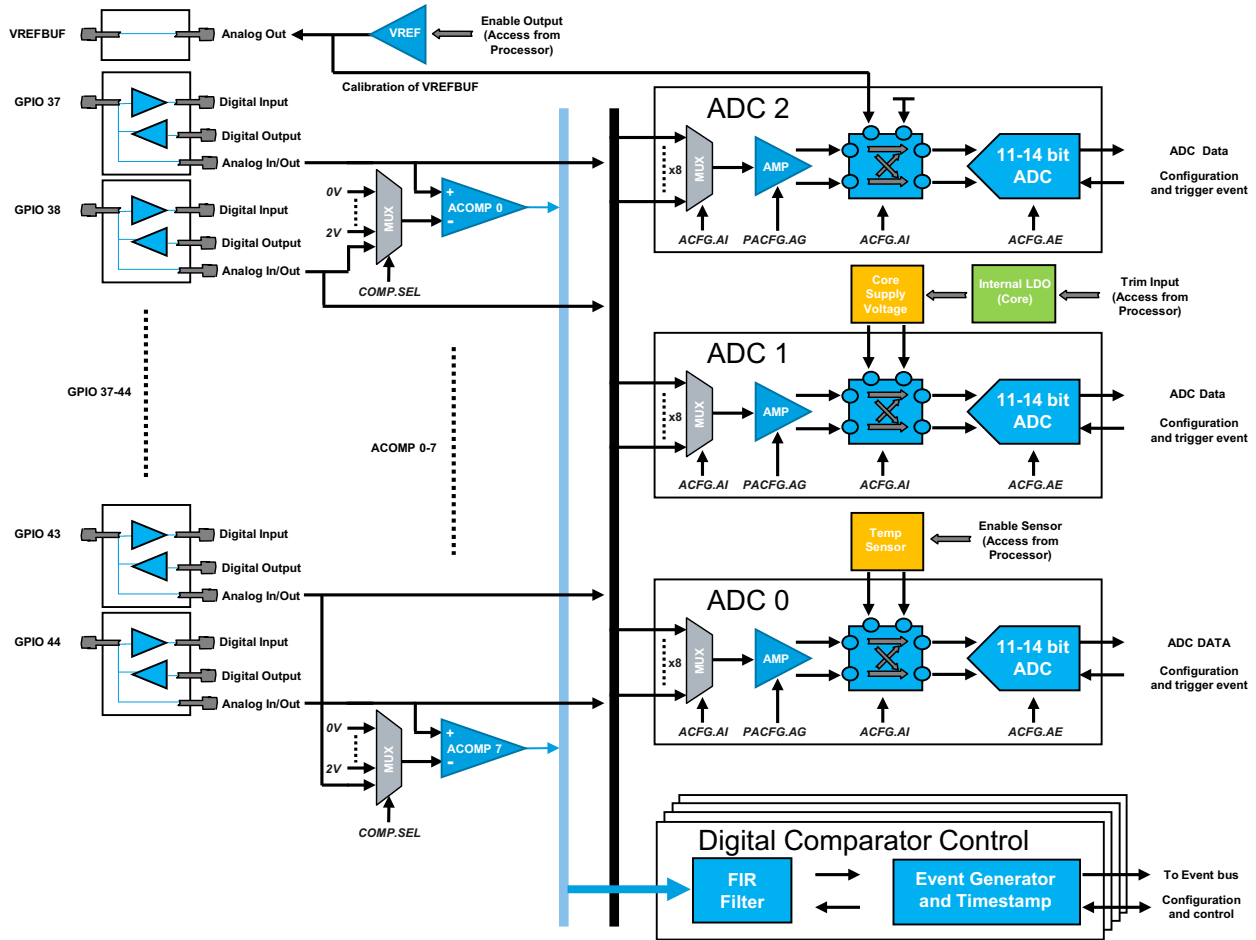 VREFBUF
Analog Out
VREF
Enable Output
(Access from
Processor)
Calibration of VREFBUF
GPIO 37
Digital Input
Digital Output
Analog In/Out
GPIO 38
Digital Input
Digital Output
Analog In/Out
0V
2V
MUX
COMP.SEL
+
-
ACOMP 0
GPIO 37-44
ACOMP 0-7
GPIO 43
Digital Input
Digital Output
Analog In/Out
GPIO 44
Digital Input
Digital Output
Analog In/Out
0V
2V
MUX
COMP.SEL
+
-
ACOMP 7
ADC 2
x8
MUX
AMP
11-14 bit
ADC
ADC Data
Configuration
and trigger event
ACFG.AI
PACFG.AG
ACFG.AI
ACFG.AE
Core
Supply
Voltage
Internal LDO
(Core)
Trim Input
(Access from
Processor)
ADC 1
x8
MUX
AMP
11-14 bit
ADC
ADC Data
Configuration
and trigger event
ACFG.AI
PACFG.AG
ACFG.AI
ACFG.AE
Temp
Sensor
Enable Sensor
(Access from
Processor)
ADC 0
x8
MUX
AMP
11-14 bit
ADC
ADC DATA
Configuration
and trigger event
ACFG.AI
PACFG.AG
ACFG.AI
ACFG.AE
Digital Comparator Control
FIR
Filter
Event Generator
and Timestamp
To Event bus
Configuration
and control